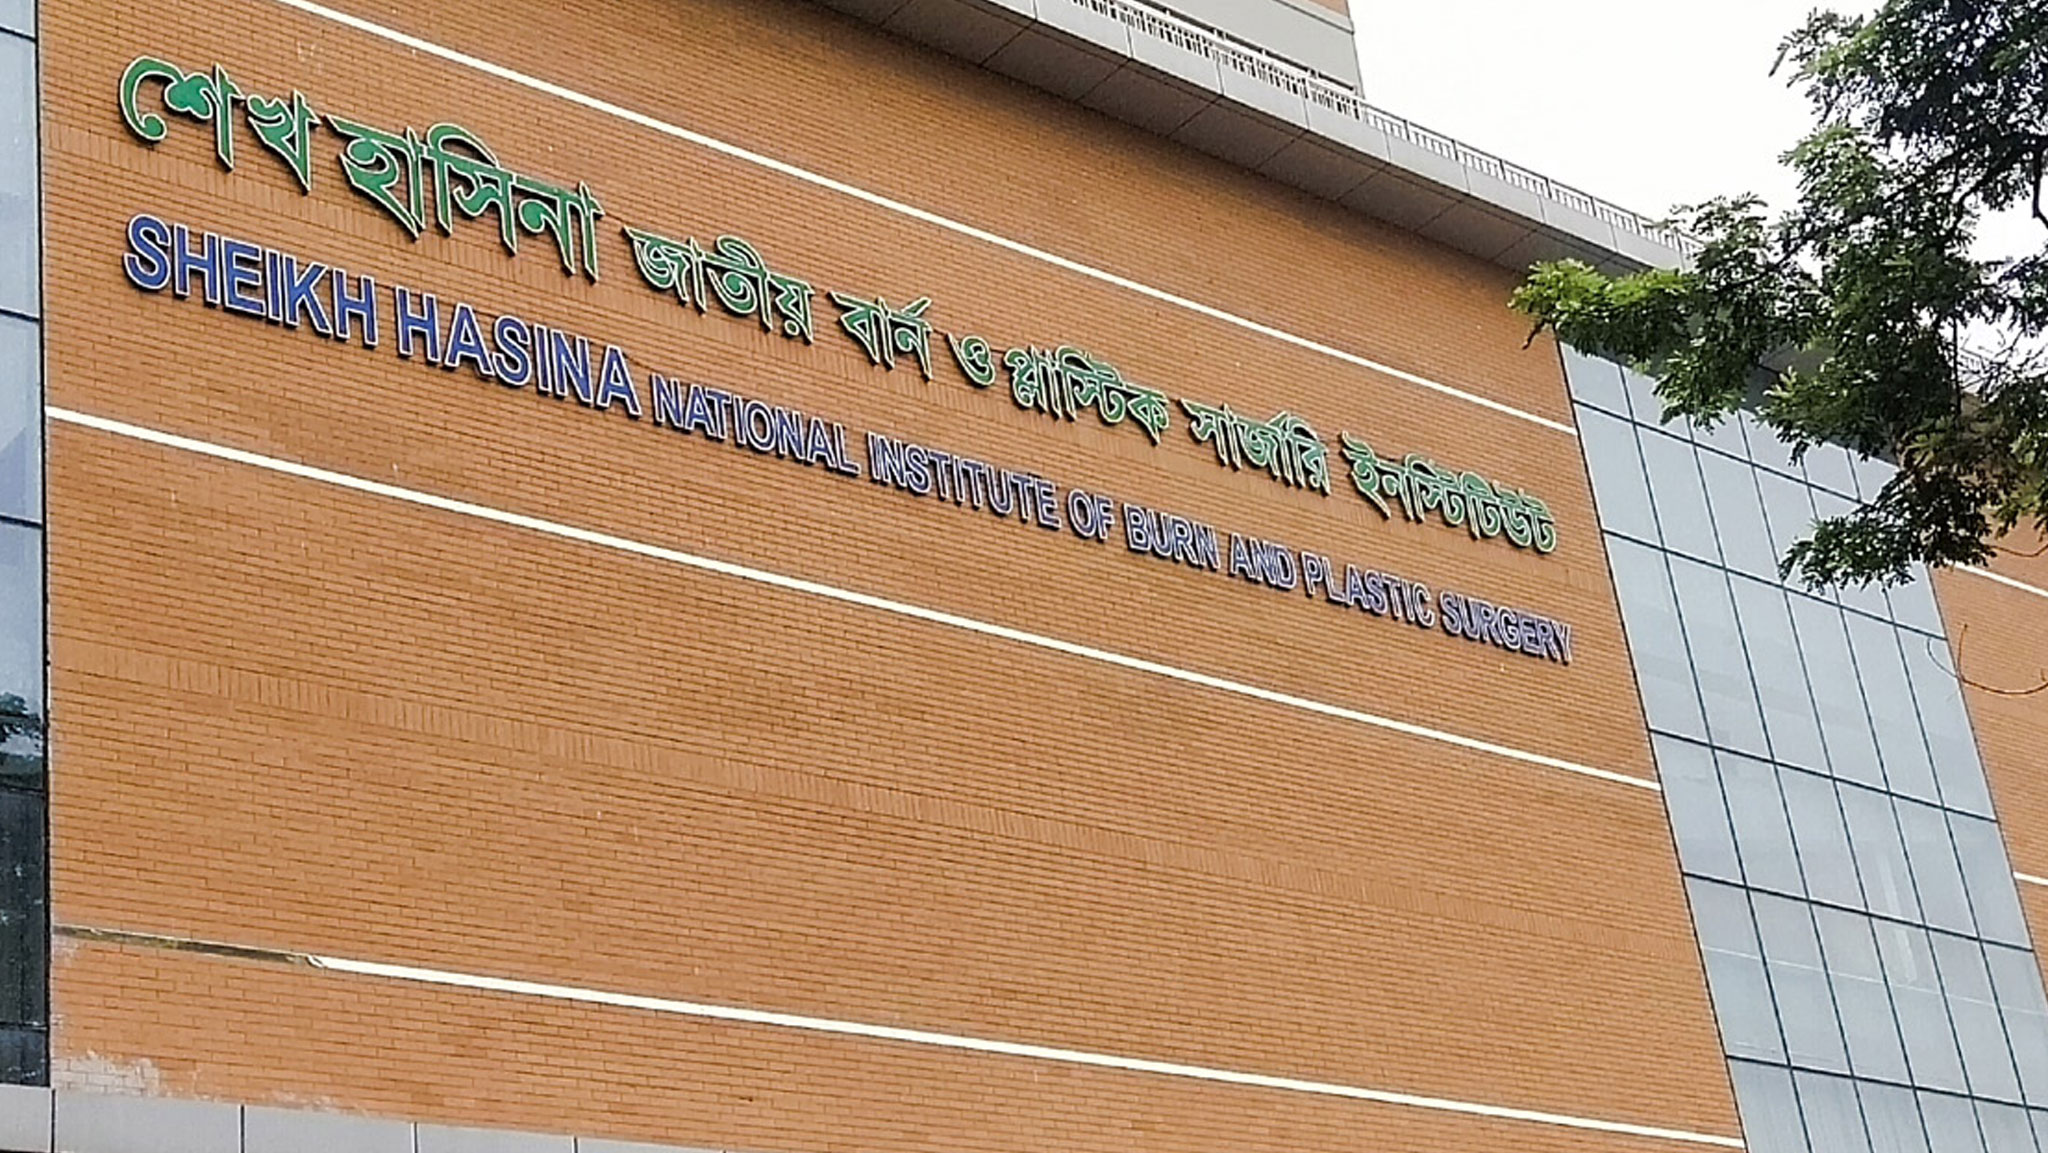 শেখ হাসিনা জাতীয় বার্ন ও প্লাস্টিক সার্জারি ইনস্টিটিউট
SHEIKH HASINA NATIONAL INSTITUTE OF BURN AND PLASTIC SURGERY